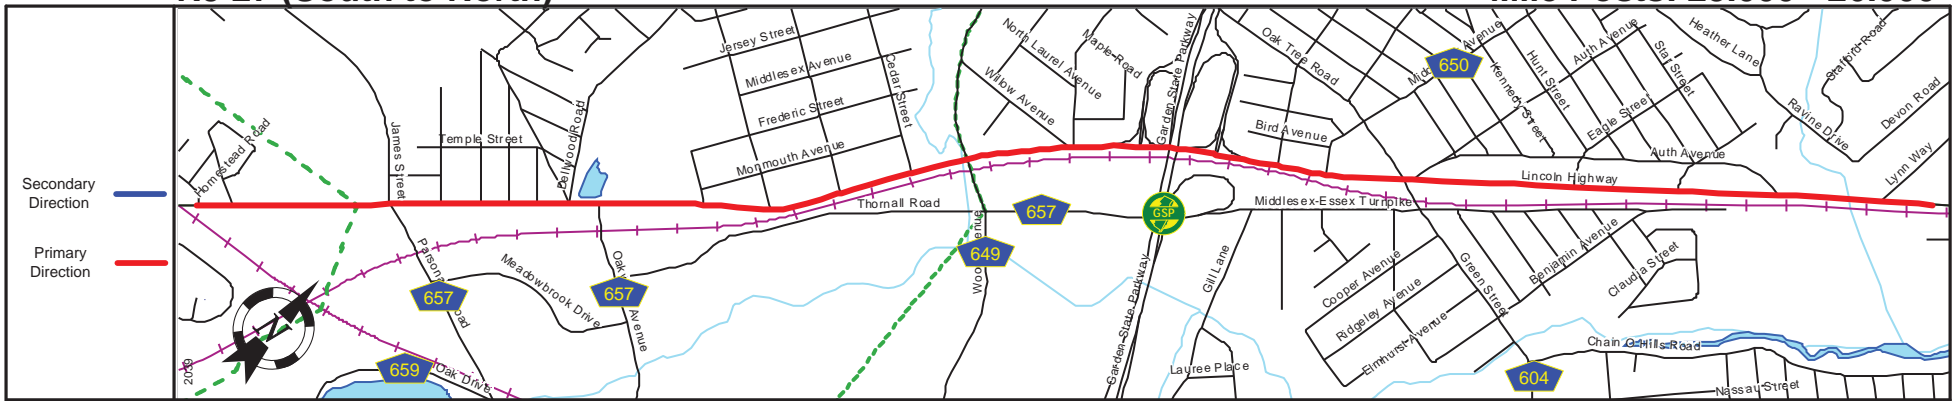 Secondary
Direction
Primary
Direction
Homestead Road
James Street
Temple Street
Dellwood Road
Jersey Street
Middlesex Avenue
Frederic Street
Monmouth Avenue
Cedar Street
North Laurel Avenue
Maple Road
Willow Avenue
Garden State Parkway
Oak Tree Road
Bird Avenue
Avenue
650
Kennedy Street
Hunt Street
Auth Avenue
Eagle Street
Star Street
Heather Lane
Stafford Road
Ravine Drive
Devon Road
Lynn Way
Auth Avenue
Lincoln Highway
Thornall Road
657
GSP
Middlesex-Essex Turnpike
649
657
Meadowbrook Drive
657
Avenue
659
Oak Drive
2039
Garden State Parkway
Gill Lane
Lauree Place
Cooper Avenue
Ridgeley Avenue
Elmhurst Avenue
Green Street
Benjamin Avenue
Claudia Street
Chain O Hills Road
604
Nassau Street